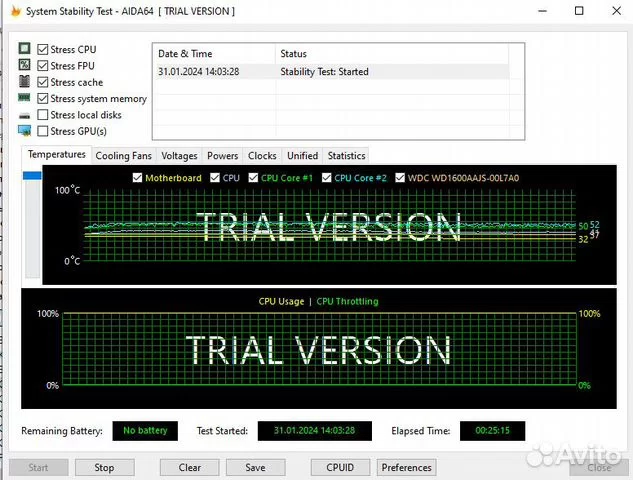 System Stability Test - AIDA64 [ TRIAL VERSION ]
Stress CPU
Stress FPU
Stress cache
Stress system memory
Stress local disks
Stress GPU(s)
Date & Time Status
31.01.2024 14:03:28 Stability Test: Started
Temperatures Cooling Fans Voltages Powers Clocks Unified Statistics
Motherboard CPU CPU Core #1 CPU Core #2 WDC WD1600AAJS-00L7A0
100°C
TRIAL VERSION
50 52
41
32 37
0°C
CPU Usage | CPU Throttling
100% 100%
TRIAL VERSION
0% 0%
Remaining Battery: No battery Test Started: 31.01.2024 14:03:28 Elapsed Time: 00:25:15
Start Stop Clear Save CPUID Preferences Close
Avito